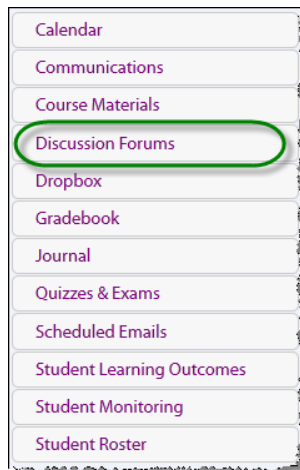 Calendar
Communications
Course Materials
Discussion Forums
Dropbox
Gradebook
Journal
Quizzes & Exams
Scheduled Emails
Student Learning Outcomes
Student Monitoring
Student Roster